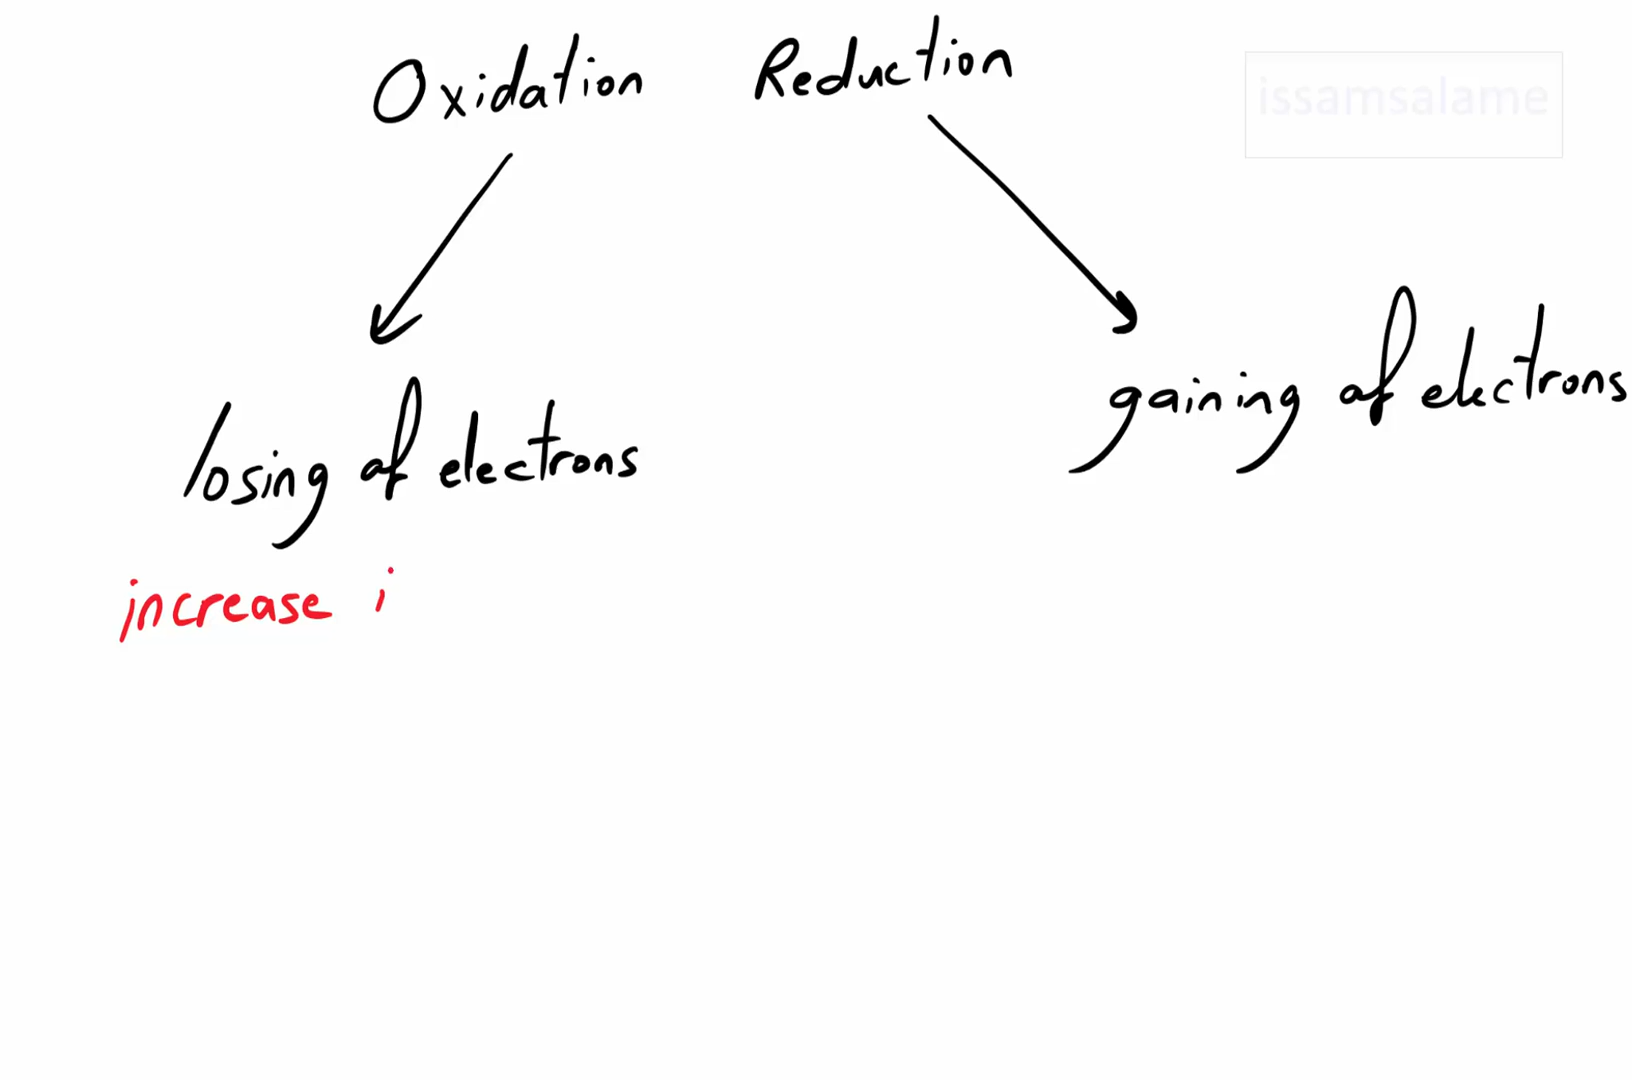 Oxidation Reduction
issamsalame
gaining of electrons
losing of electrons
increase i